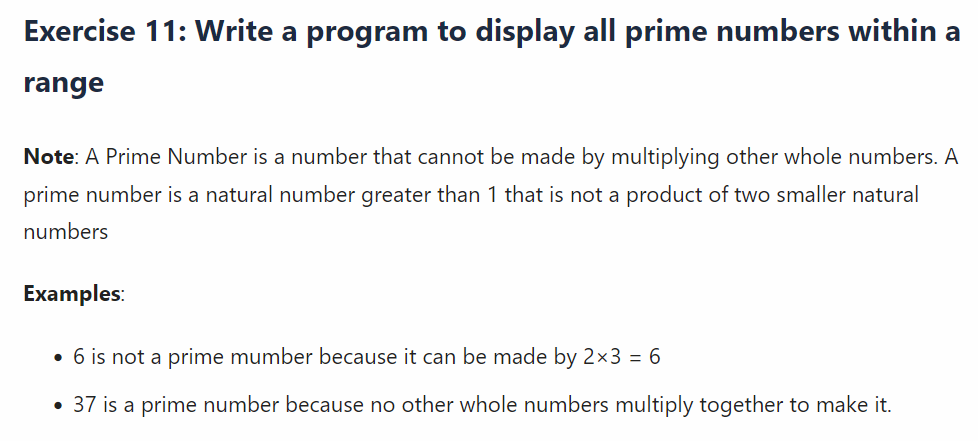 Exercise 11: Write a program to display all prime numbers within a
range
Note: A Prime Number is a number that cannot be made by multiplying other whole numbers. A
prime number is a natural number greater than 1 that is not a product of two smaller natural
numbers
Examples:
• 6 is not a prime mumber because it can be made by 2×3 = 6
• 37 is a prime number because no other whole numbers multiply together to make it.